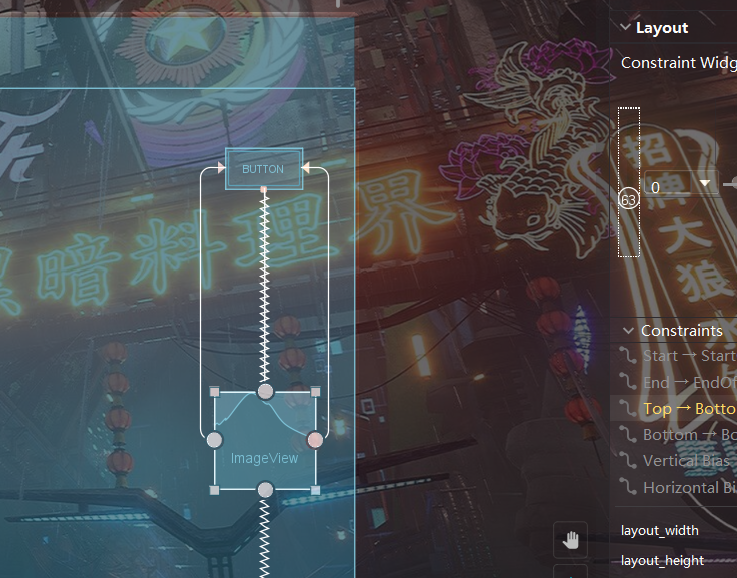 Layout
Constraint Widg
BUTTON
0
63
黑暗料理界
招牌大狼
Constraints
Start → Start
End → EndOf
Top → Botto
Bottom → Bo
ImageView
Vertical Bias
Horizontal Bi
layout_width
layout_height